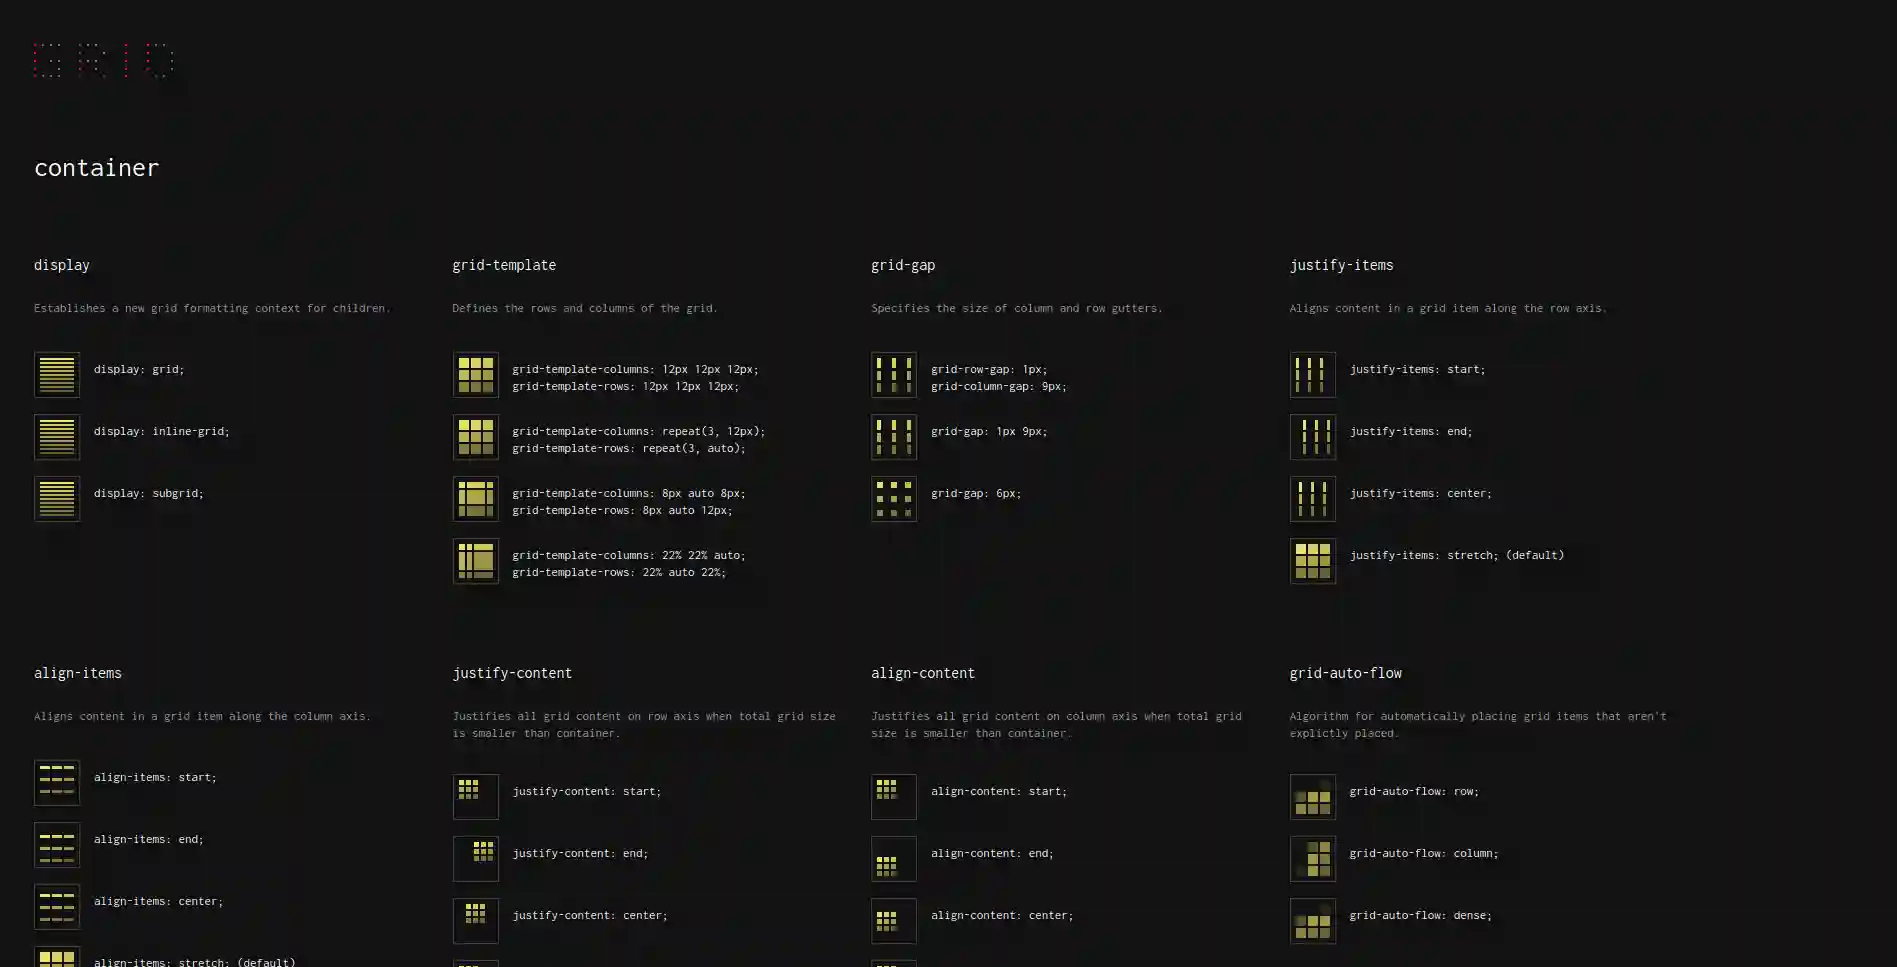 GRID
container
display
Establishes a new grid formatting context for children.
display: grid;
display: inline-grid;
display: subgrid;
grid-template
Defines the rows and columns of the grid.
grid-template-columns: 12px 12px 12px;
grid-template-rows: 12px 12px 12px;
grid-template-columns: repeat(3, 12px);
grid-template-rows: repeat(3, auto);
grid-template-columns: 8px auto 8px;
grid-template-rows: 8px auto 12px;
grid-template-columns: 22% 22% auto;
grid-template-rows: 22% auto 22%;
grid-gap
Specifies the size of column and row gutters.
grid-row-gap: 1px;
grid-column-gap: 9px;
grid-gap: 1px 9px;
grid-gap: 6px;
justify-items
Aligns content in a grid item along the row axis.
justify-items: start;
justify-items: end;
justify-items: center;
justify-items: stretch; (default)
align-items
Aligns content in a grid item along the column axis.
align-items: start;
align-items: end;
align-items: center;
align-items: stretch; (default)
justify-content
Justifies all grid content on row axis when total grid size
is smaller than container.
justify-content: start;
justify-content: end;
justify-content: center;
align-content
Justifies all grid content on column axis when total grid
size is smaller than container.
align-content: start;
align-content: end;
align-content: center;
grid-auto-flow
Algorithm for automatically placing grid items that aren't
explictly placed.
grid-auto-flow: row;
grid-auto-flow: column;
grid-auto-flow: dense;